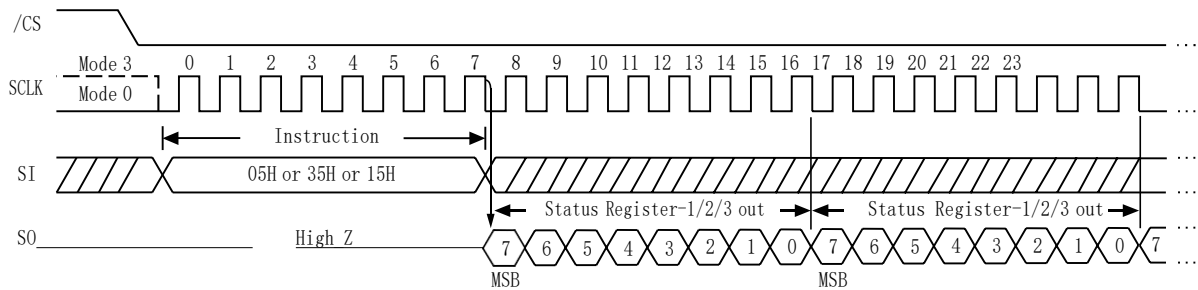 /CS
...
Mode 3 0 1 2 3 4 5 6 7 8 9 10 11 12 13 14 15 16 17 18 19 20 21 22 23
SCLK
Mode 0
...
Instruction
SI
05H or 35H or 15H
...
Status Register-1/2/3 out Status Register-1/2/3 out
SO High Z 7 6 5 4 3 2 1 0 7 6 5 4 3 2 1 0 7
...
MSB MSB